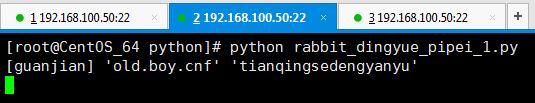 1 192.168.100.50:22 × 2 192.168.100.50:22 × 3 192.168.100.50:22 × +
[root@CentOS_64 python]# python rabbit_dingyue_pipei_1.py
[guanjian] 'old.boy.cnf' 'tianqingsedengyanyu'